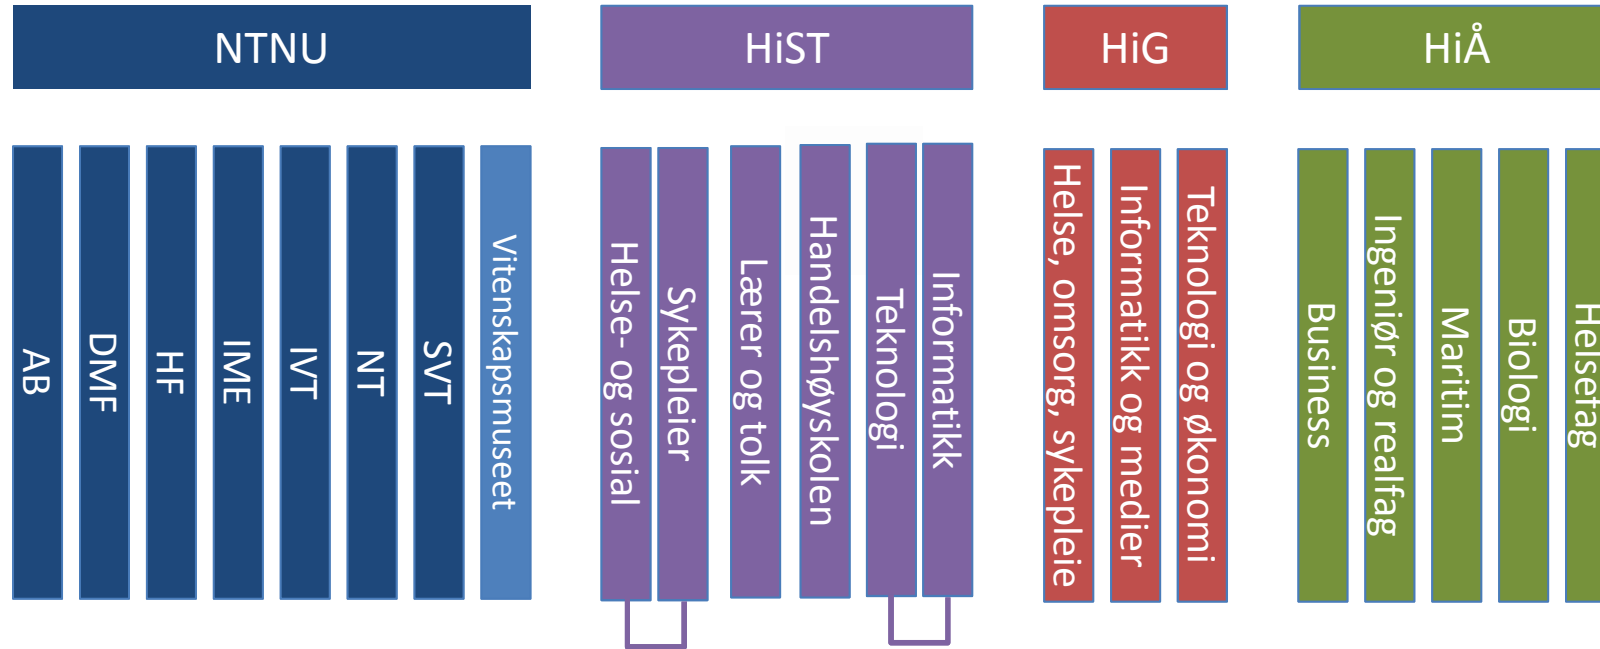 NTNU
HiST
HiG
HiÅ
AB
DMF
HF
IME
IVT
NT
SVT
Vitenskapsmuseet
Helse- og sosial
Sykepleier
Lærer og tolk
Handelshøyskolen
Teknologi
Informatikk
Helse, omsorg, sykepleie
Informatikk og medier
Teknologi og økonomi
Business
Ingeniør og realfag
Maritim
Biologi
Helsefag